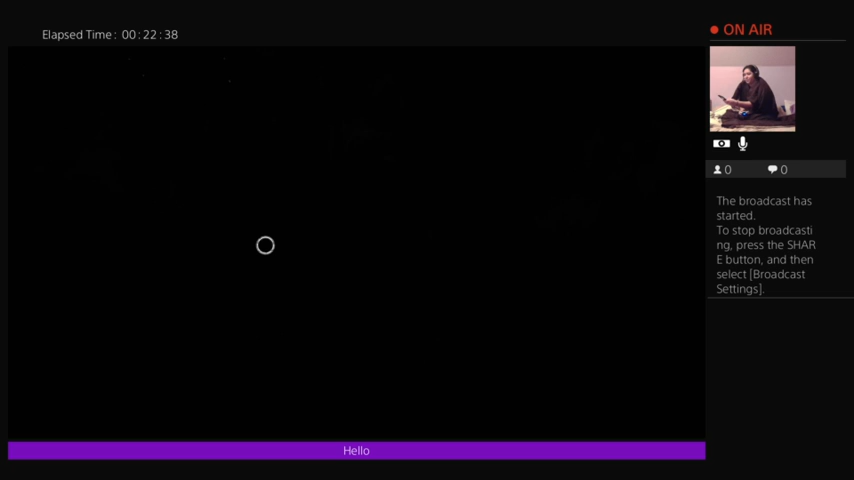 Elapsed Time: 00:22:38
ON AIR
0 0
The broadcast has
started.
To stop broadcasti
ng, press the SHAR
E button, and then
select [Broadcast
Settings].
Hello